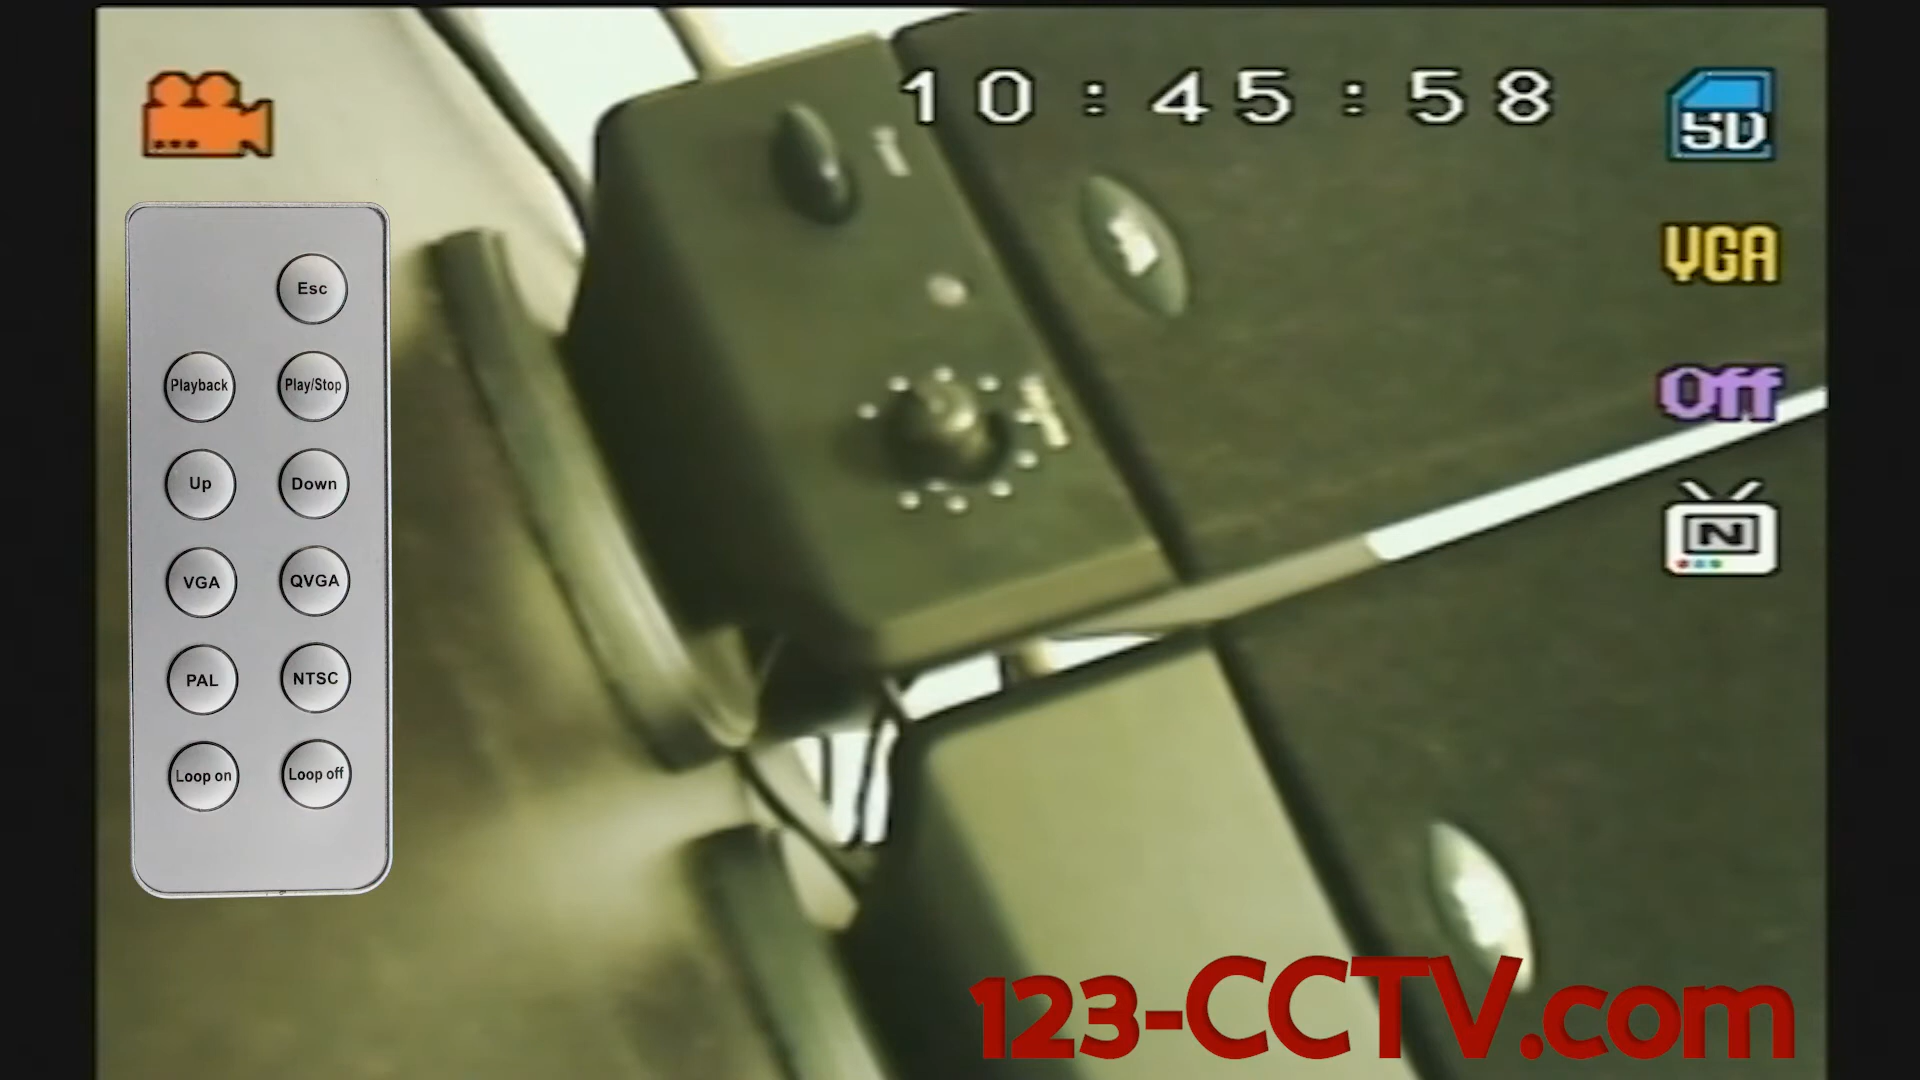 10:45:58
SD
VGA
Off
N
Esc
Playback Play/Stop
Up Down
VGA QVGA
PAL NTSC
Loop on Loop off
123-CCTV.com